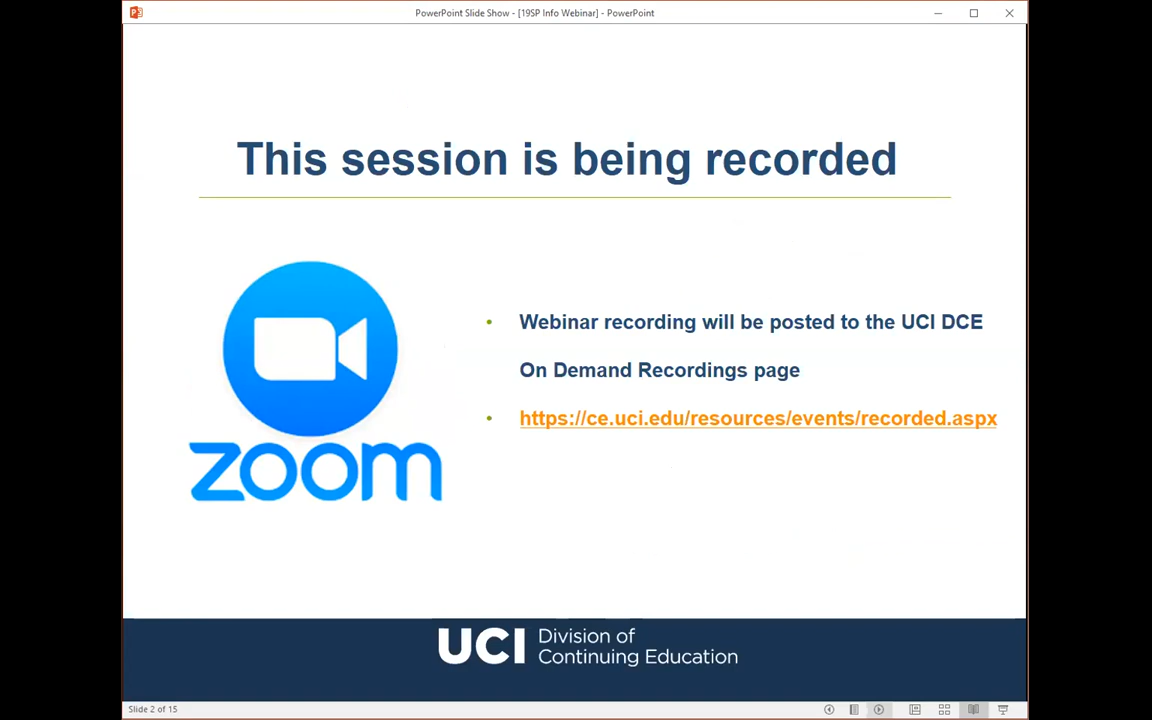 PowerPoint Slide Show - [19SP Info Webinar] - PowerPoint
This session is being recorded
• Webinar recording will be posted to the UCI DCE
On Demand Recordings page
• https://ce.uci.edu/resources/events/recorded.aspx
zoom
UCI
Division of
Continuing Education
Slide 2 of 15